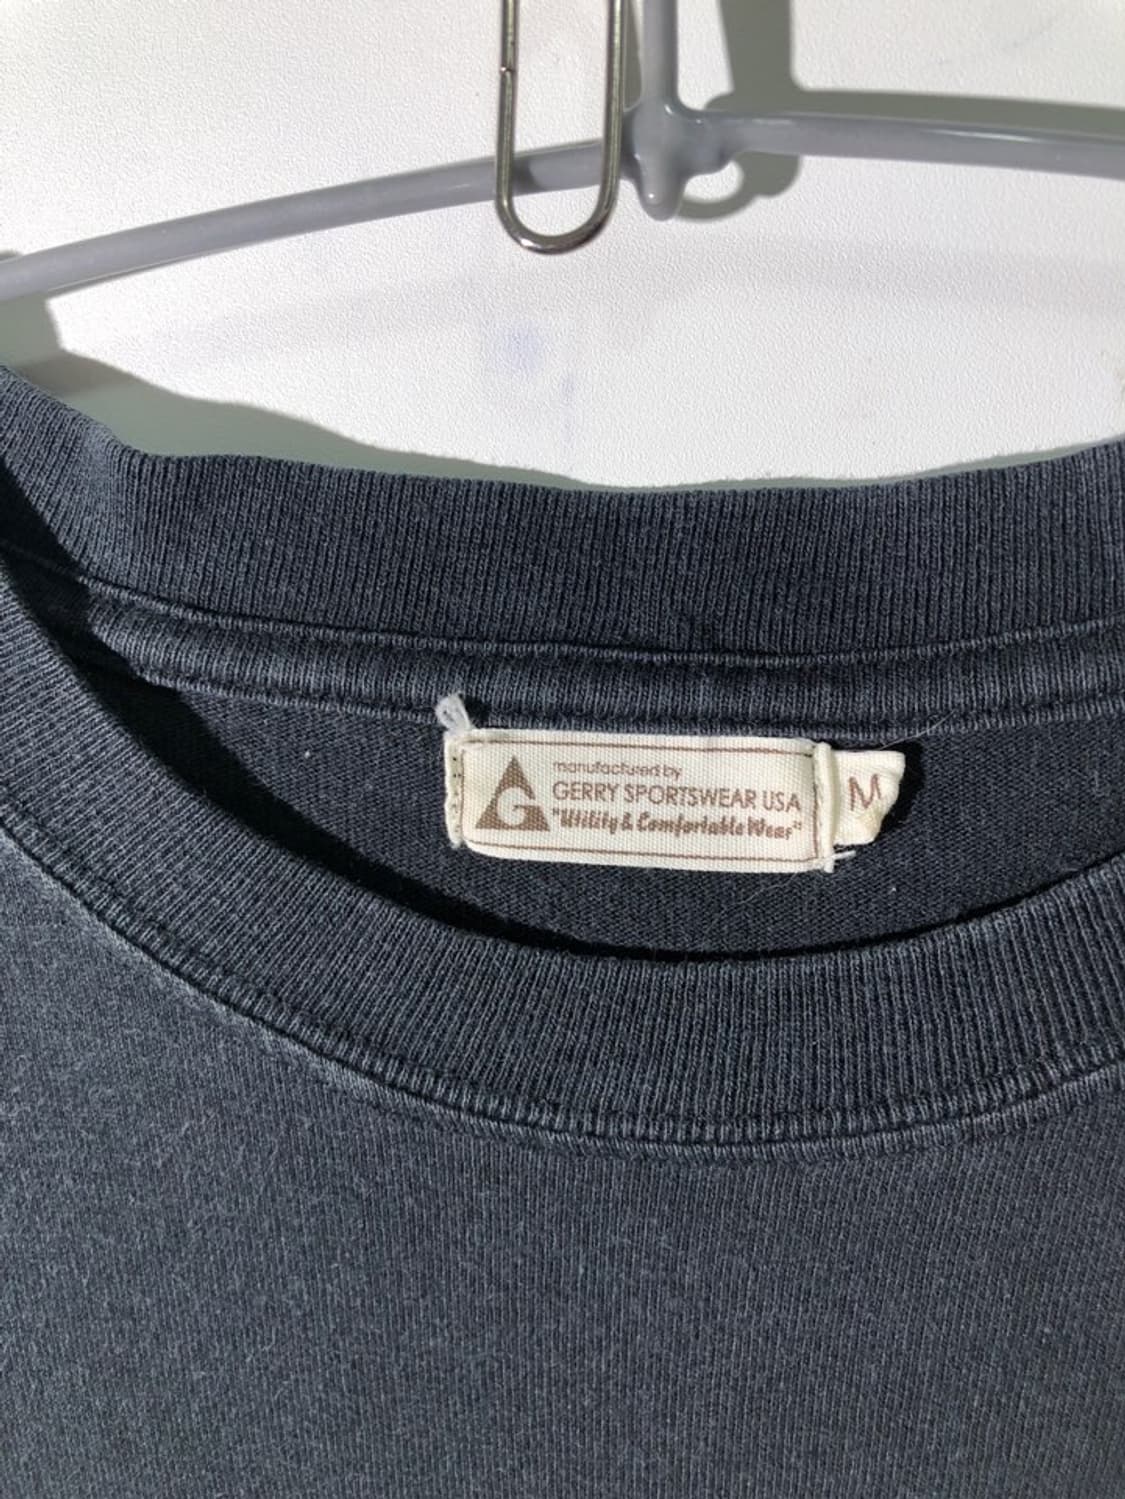 manufactured by
GERRY SPORTSWEAR USA
"Utility & Comfortable Wear"
G
M